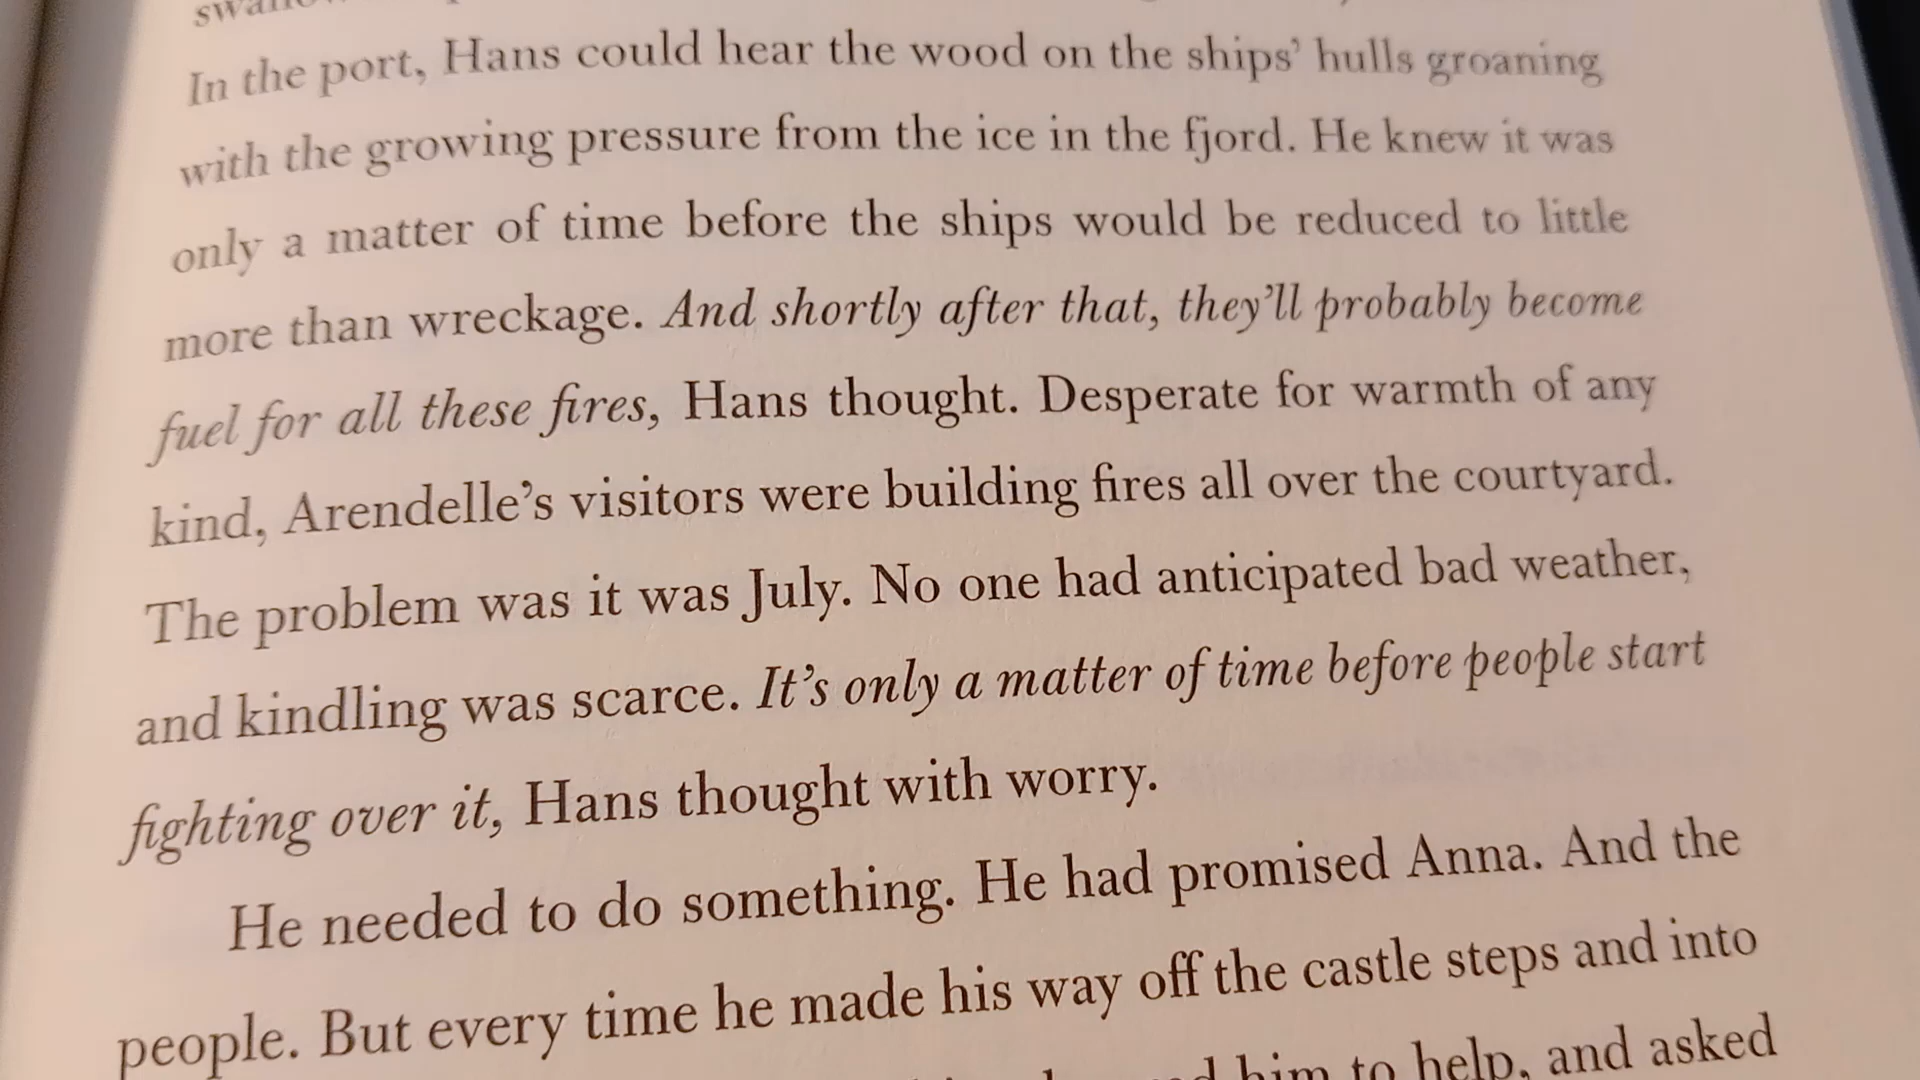 In the port, Hans could hear the wood on the ships’ hulls groaning
with the growing pressure from the ice in the fjord. He knew it was
only a matter of time before the ships would be reduced to little
more than wreckage. And shortly after that, they’ll probably become
fuel for all these fires, Hans thought. Desperate for warmth of any
kind, Arendelle’s visitors were building fires all over the courtyard.
The problem was it was July. No one had anticipated bad weather,
and kindling was scarce. It’s only a matter of time before people start
fighting over it, Hans thought with worry.
He needed to do something. He had promised Anna. And the
people. But every time he made his way off the castle steps and into
him to help, and asked